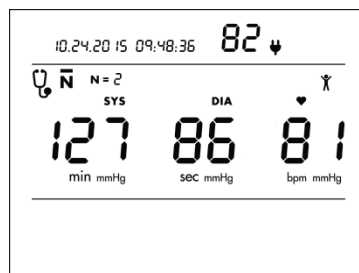 10.24.2015 09:48:36 82
N N = 2
SYS DIA
127 86 81
min mmHg sec mmHg bpm mmHg